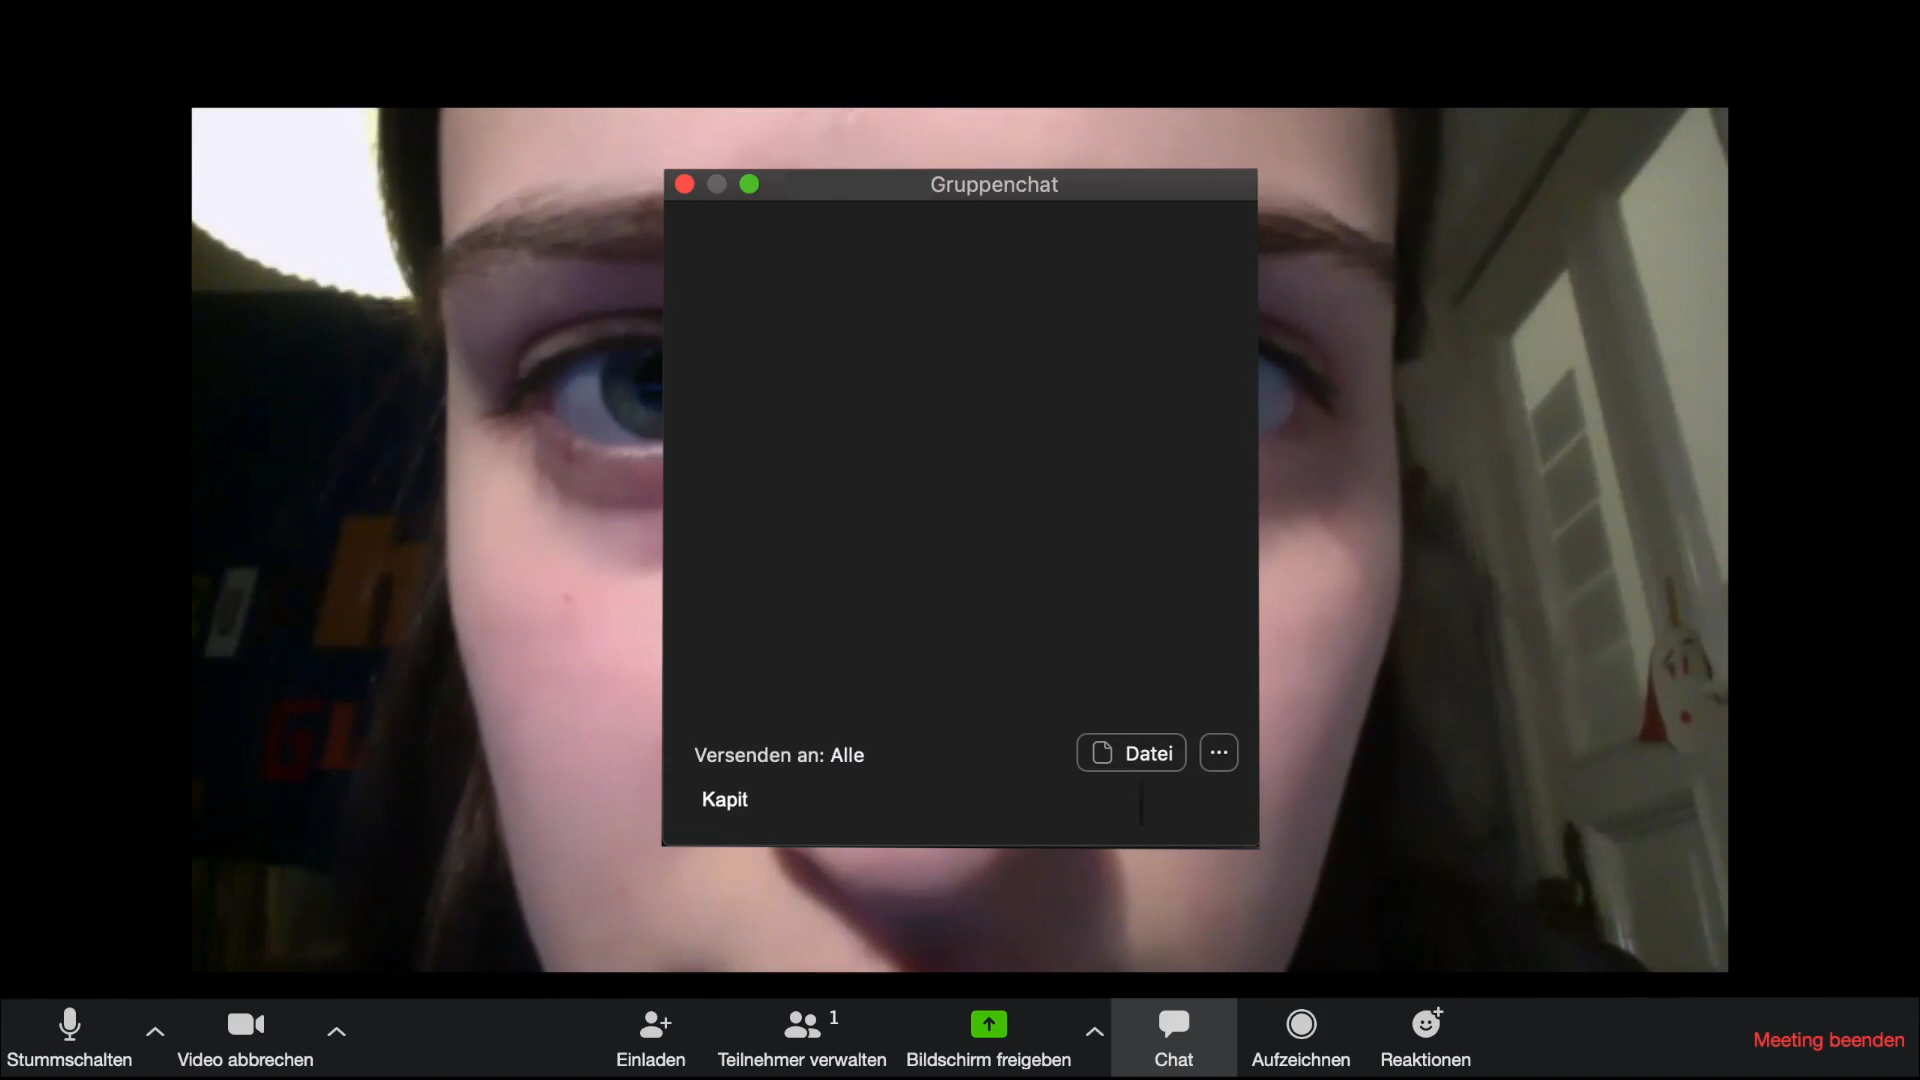 Gruppenchat
Versenden an: Alle
Datei
Kapit
1
Stummschalten
Video abbrechen
Einladen
Teilnehmer verwalten
Bildschirm freigeben
Chat
Aufzeichnen
Reaktionen
Meeting beenden